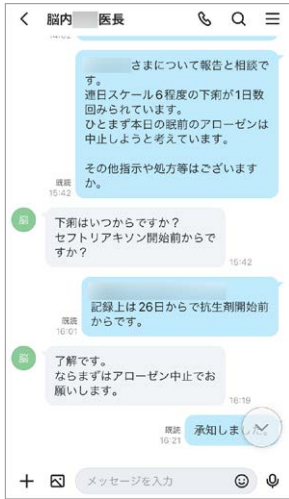 脳内 医長
さまについて報告と相談で
す。
連日スケール6程度の下痢が1日数
回みられています。
ひとまず本日の眠前のアローゼンは
中止しようと考えています。
その他指示や処方等はございます
か。
既読
15:42
脳
下痢はいつからですか？
セフトリアキソン開始前からで
すか？
15:42
記録上は26日からで抗生剤開始前
からです。
既読
16:01
脳
了解です。
ならまずはアローゼン中止でお
願いします。
16:19
承知しました。
既読
16:21
メッセージを入力